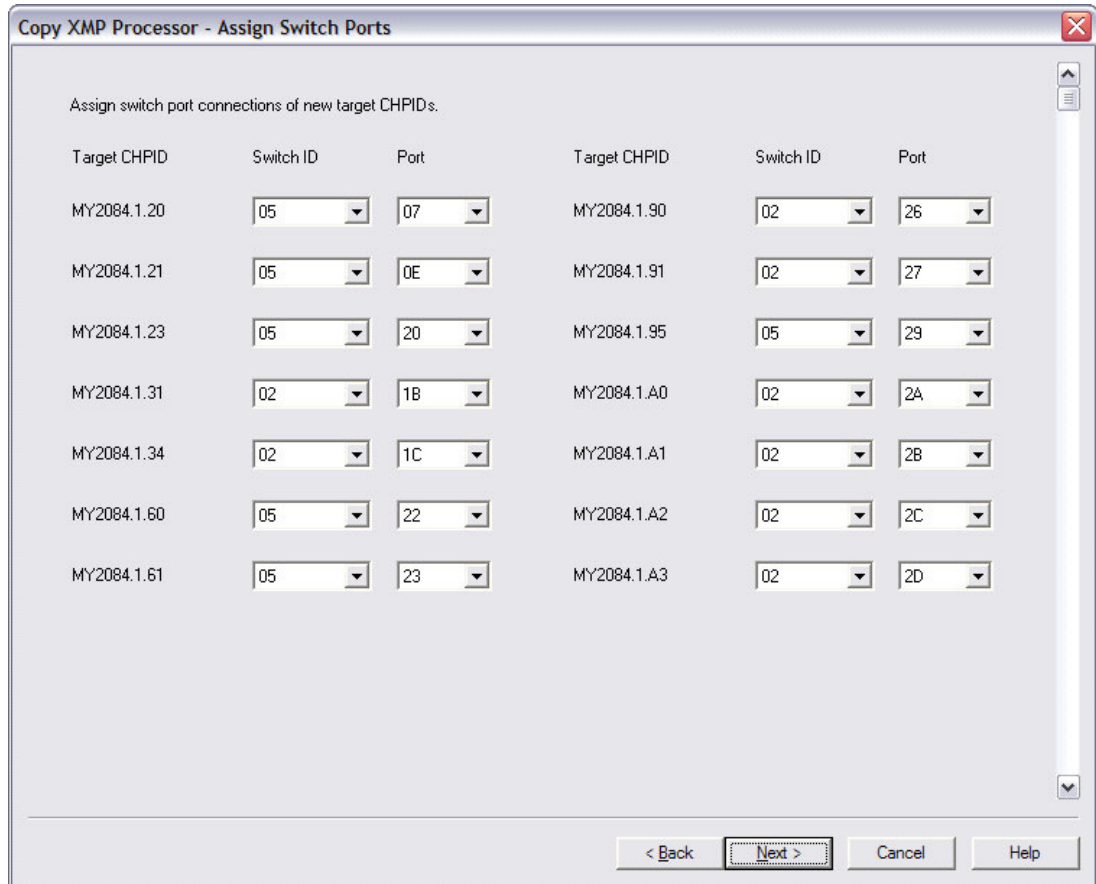 Copy XMP Processor - Assign Switch Ports
Assign switch port connections of new target CHPIDs.
Target CHPID Switch ID Port Target CHPID Switch ID Port
MY2084.1.20 05 07 MY2084.1.90 02 26
MY2084.1.21 05 0E MY2084.1.91 02 27
MY2084.1.23 05 20 MY2084.1.95 05 29
MY2084.1.31 02 1B MY2084.1.A0 02 2A
MY2084.1.34 02 1C MY2084.1.A1 02 2B
MY2084.1.60 05 22 MY2084.1.A2 02 2C
MY2084.1.61 05 23 MY2084.1.A3 02 2D
< Back Next > Cancel Help